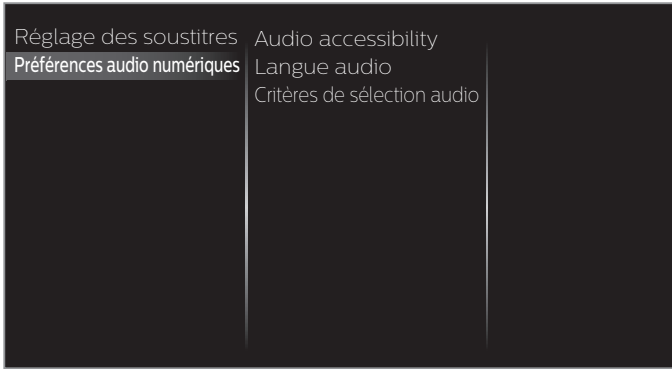 Réglage des soustitres
Préférences audio numériques
Audio accessibility
Langue audio
Critères de sélection audio